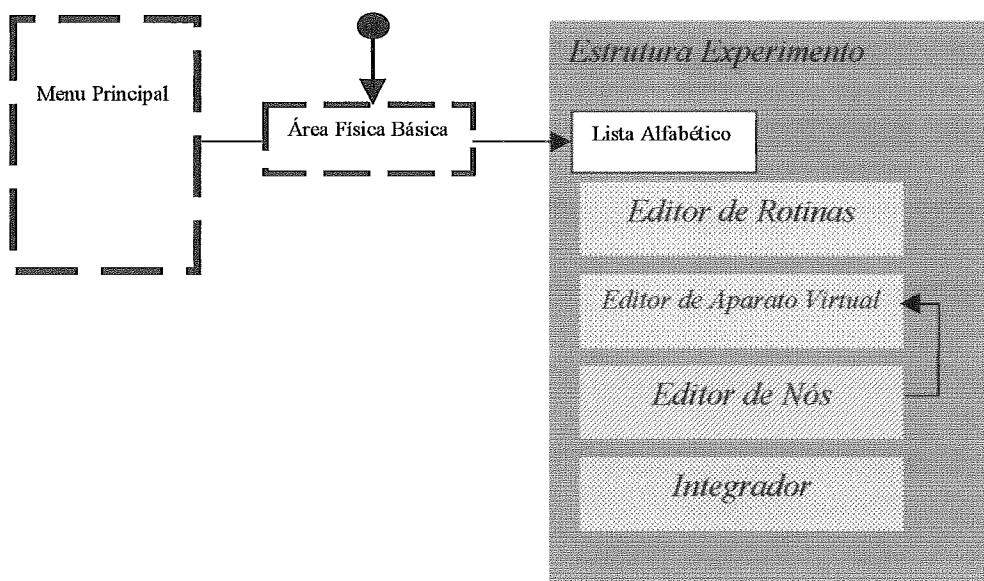 Estrutura Experimento
Menu Principal
Área Física Básica
Lista Alfabético
Editor de Rotinas
Editor de Aparato Virtual
Editor de Nós
Integrador